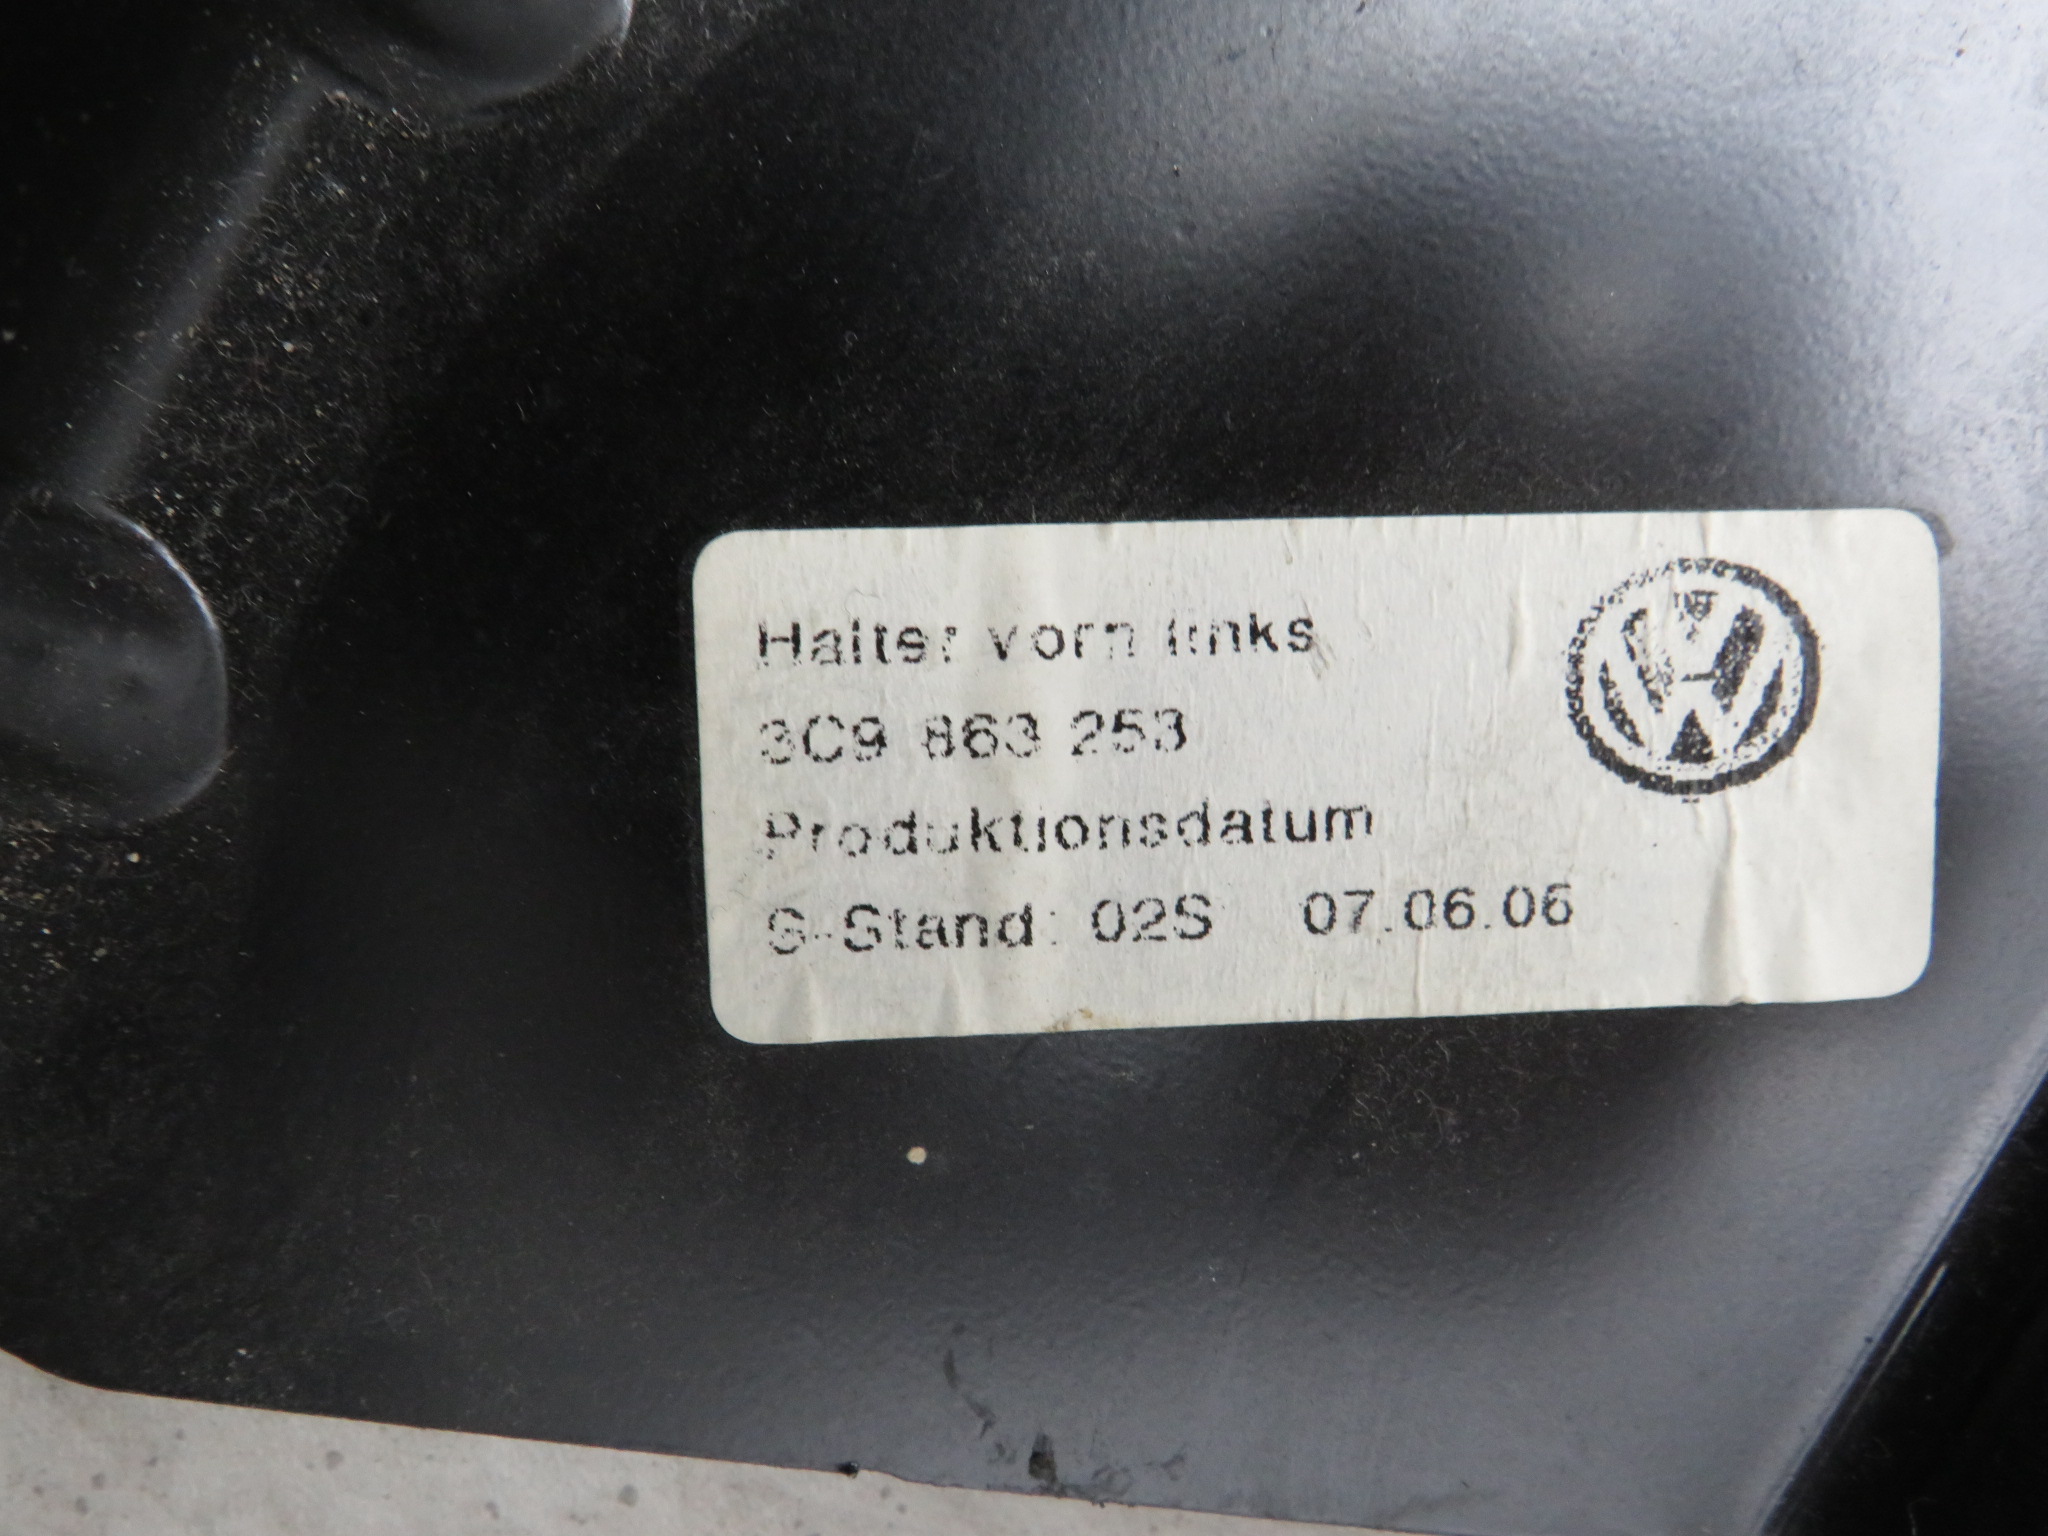 Halter vorn links
3C9 863 253
Produktionsdatum
S-Stand: 02S 07.06.06